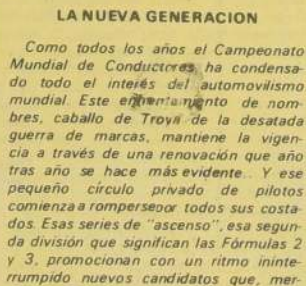 LA NUEVA GENERACION
Como todos los años el Campeonato
Mundial de Conductores ha condensa-
do todo el interés del automovilismo
mundial. Este enfrentamiento de nom-
bres, caballo de Troya de la desatada
guerra de marcas, mantiene la vigen-
cia a través de una renovación que año
tras año se hace más evidente. Y ese
pequeño círculo privado de pilotos
comienza a romperse por todos sus costa-
dos. Esas series de "ascenso", esa segun-
da división que significan las Fórmulas 2
y 3, promocionan con un ritmo ininte-
rrumpido nuevos candidatos que, mer-